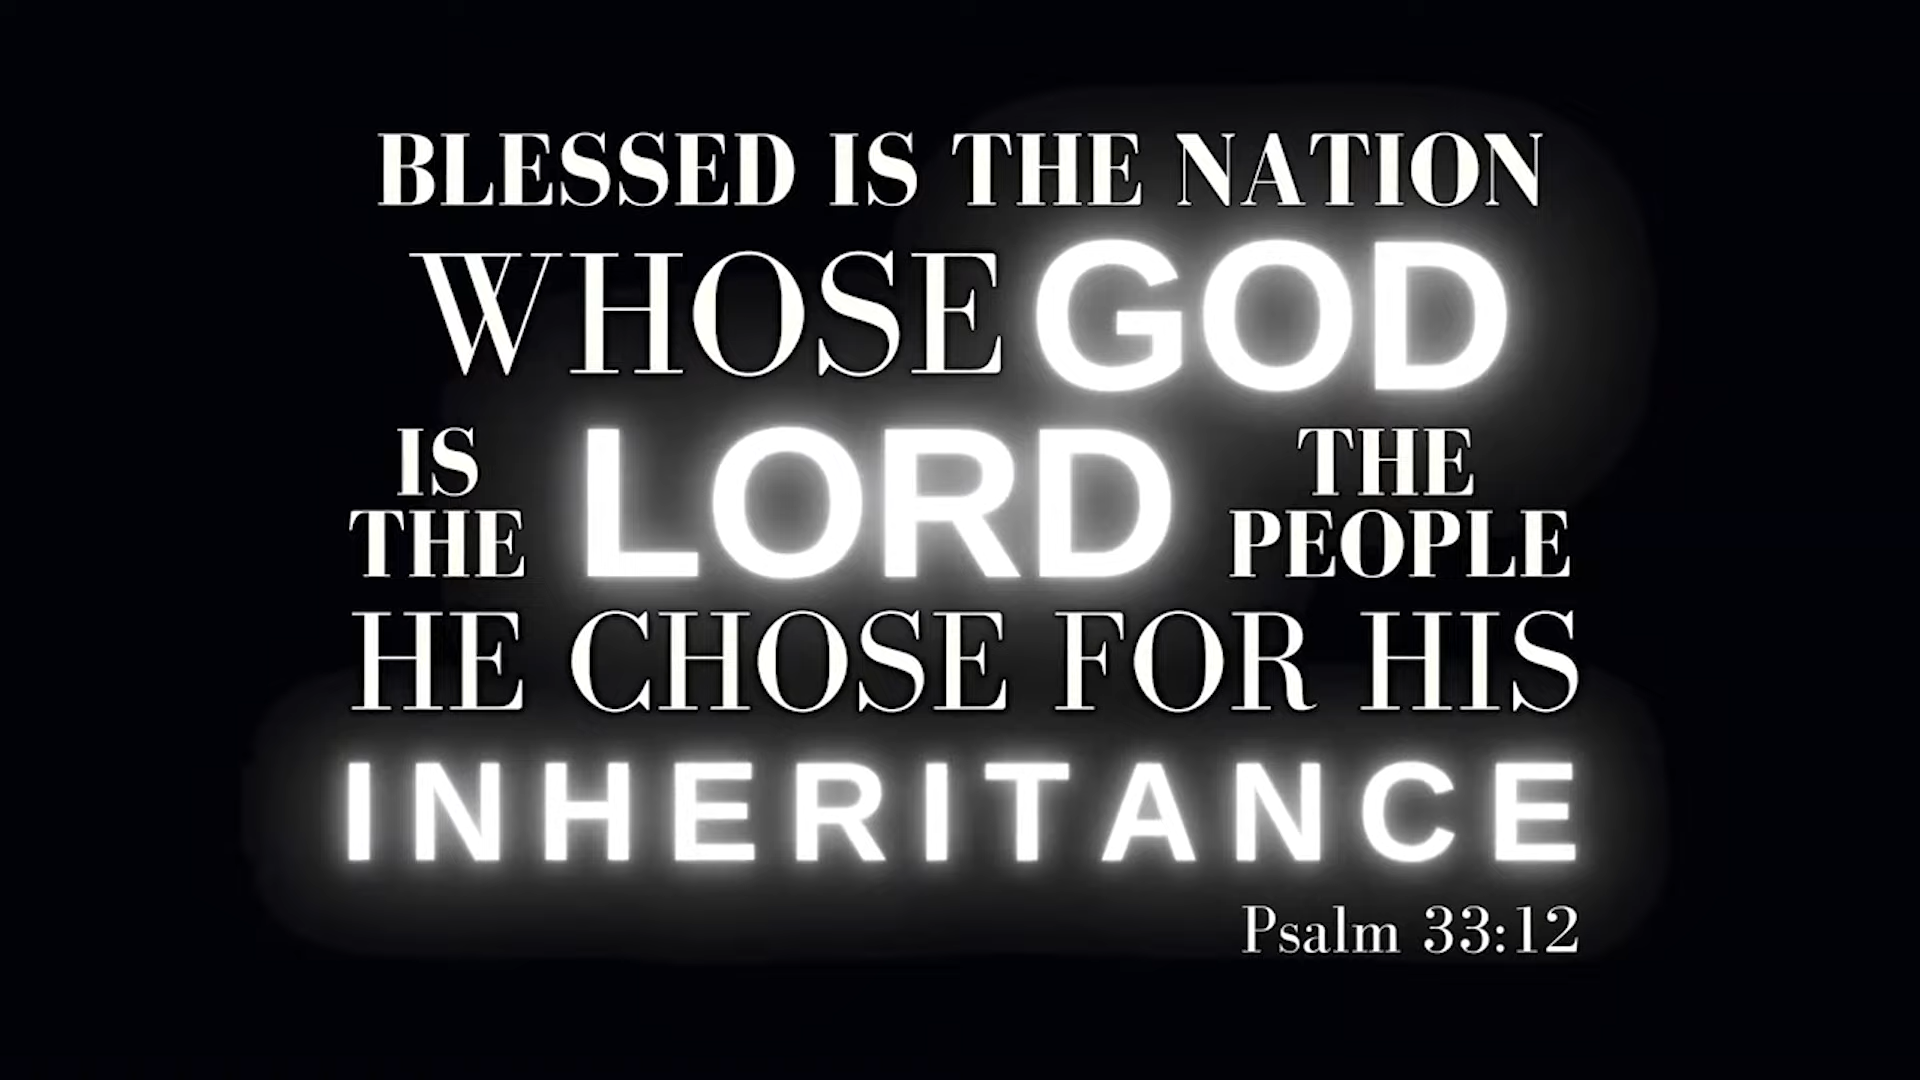 BLESSED IS THE NATION
WHOSE GOD
IS THE LORD THE PEOPLE
HE CHOSE FOR HIS
INHERITANCE
Psalm 33:12